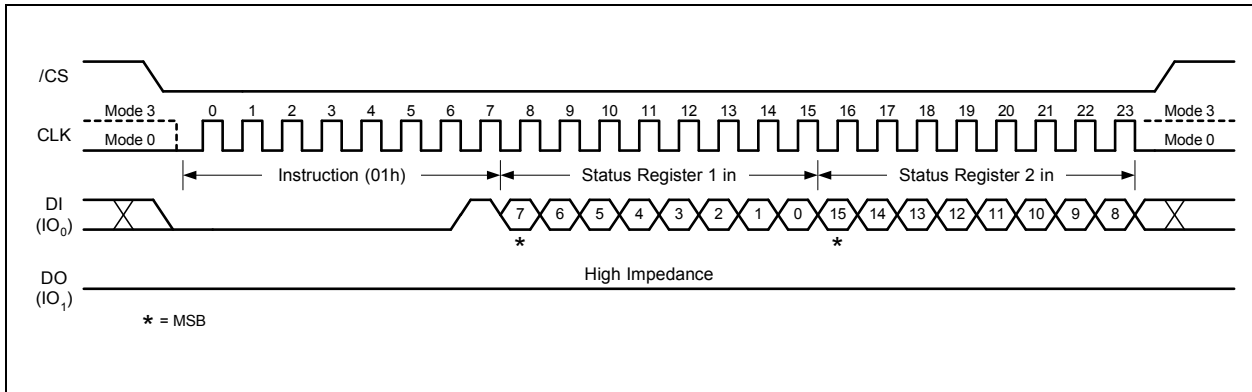 /CS
Mode 3 0 1 2 3 4 5 6 7 8 9 10 11 12 13 14 15 16 17 18 19 20 21 22 23 Mode 3
CLK Mode 0 Mode 0
Instruction (01h) Status Register 1 in Status Register 2 in
DI 7 6 5 4 3 2 1 0 15 14 13 12 11 10 9 8
(IO0)
* *
High Impedance
DO
(IO1)
* = MSB